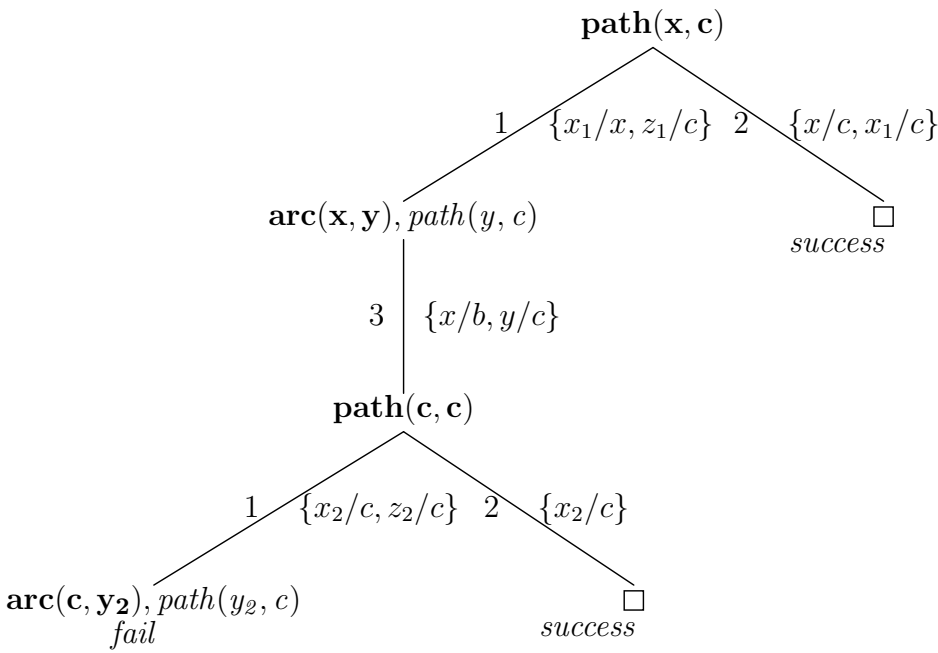 path(x, c)
1 {x₁/x, z₁/c} 2 {x/c, x₁/c}
arc(x, y), path(y, c) □
success
3 {x/b, y/c}
path(c, c)
1 {x₂/c, z₂/c} 2 {x₂/c}
arc(c, y₂), path(y₂, c) □
fail success